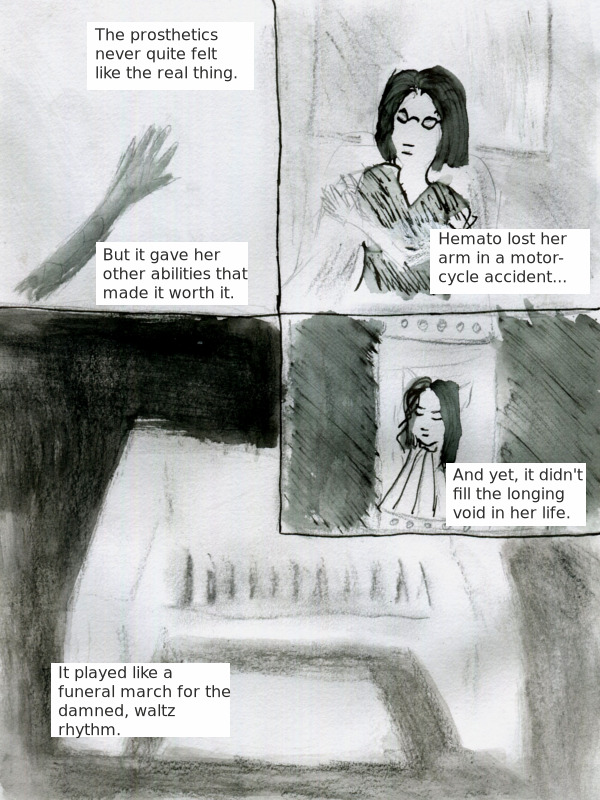 The prosthetics
never quite felt
like the real thing.
But it gave her
other abilities that
made it worth it.
Hemato lost her
arm in a motor-
cycle accident...
And yet, it didn't
fill the longing
void in her life.
It played like a
funeral march for the
damned, waltz
rhythm.